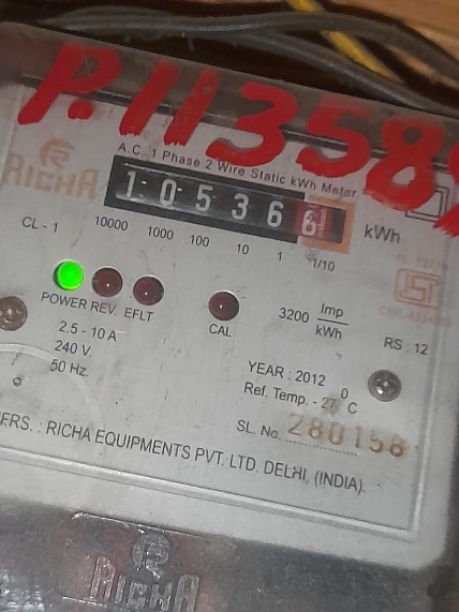 P.113589
RICHA
A.C. 1 Phase 2 Wire Static kWh Meter
1 0 5 3 6 6
kWh
CL - 1
10000 1000 100 10 1 1/10
POWER REV. EFLT
CAL
3200 Imp
kWh
2.5 - 10 A
240 V.
50 Hz.
RS : 12
YEAR : 2012
Ref. Temp. - 27 0 C
SL. No. 280158
FRS. : RICHA EQUIPMENTS PVT. LTD. DELHI, (INDIA).
RICHA